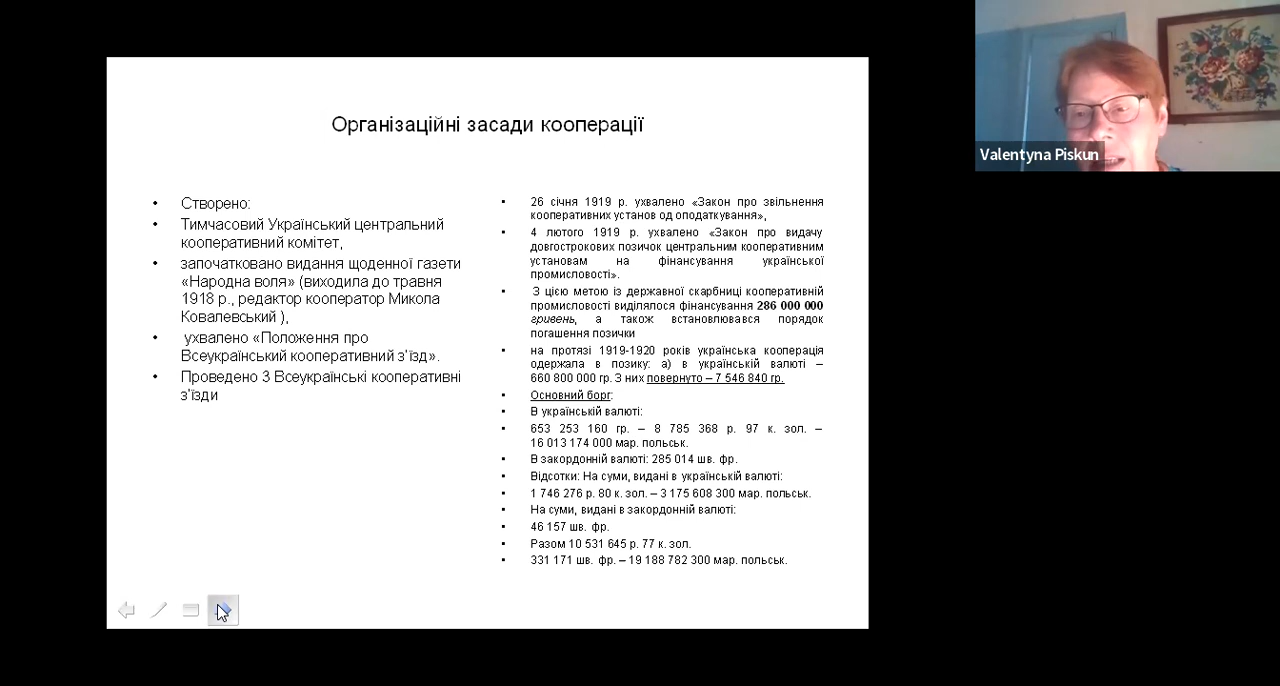 Організаційні засади кооперації
• Створено:
• Тимчасовий Український центральний
кооперативний комітет,
• започатковано видання щоденної газети
«Народна воля» (виходила до травня
1918 р., редактор кооператор Микола
Ковалевський ),
• ухвалено «Положення про
Всеукраїнський кооперативний з’їзд».
• Проведено 3 Всеукраїнські кооперативні
з’їзди
• 26 січня 1919 р. ухвалено «Закон про звільнення
кооперативних установ од оподаткування»,
• 4 лютого 1919 р. ухвалено «Закон про видачу
довгострокових позичок центральним кооперативним
установам на фінансування української
промисловості».
• З цією метою із державної скарбниці кооперативній
промисловості виділялося фінансування 286 000 000
гривень, а також встановлювався порядок
погашення позички
• на протязі 1919-1920 років українська кооперація
одержала в позику: а) в українській валюті –
660 800 000 гр. З них повернуто – 7 546 840 гр.
• Основний борг:
• В українській валюті:
• 653 253 160 гр. – 8 785 368 р. 97 к. зол. –
16 013 174 000 мар. польськ.
• В закордонній валюті: 285 014 шв. фр.
• Відсотки: На суми, видані в українській валюті:
• 1 746 276 р. 80 к. зол. – 3 175 608 300 мар. польськ.
• На суми, видані в закордонній валюті:
• 46 157 шв. фр.
• Разом 10 531 645 р. 77 к. зол.
• 331 171 шв. фр. – 19 188 782 300 мар. польськ.
Valentyna Piskun